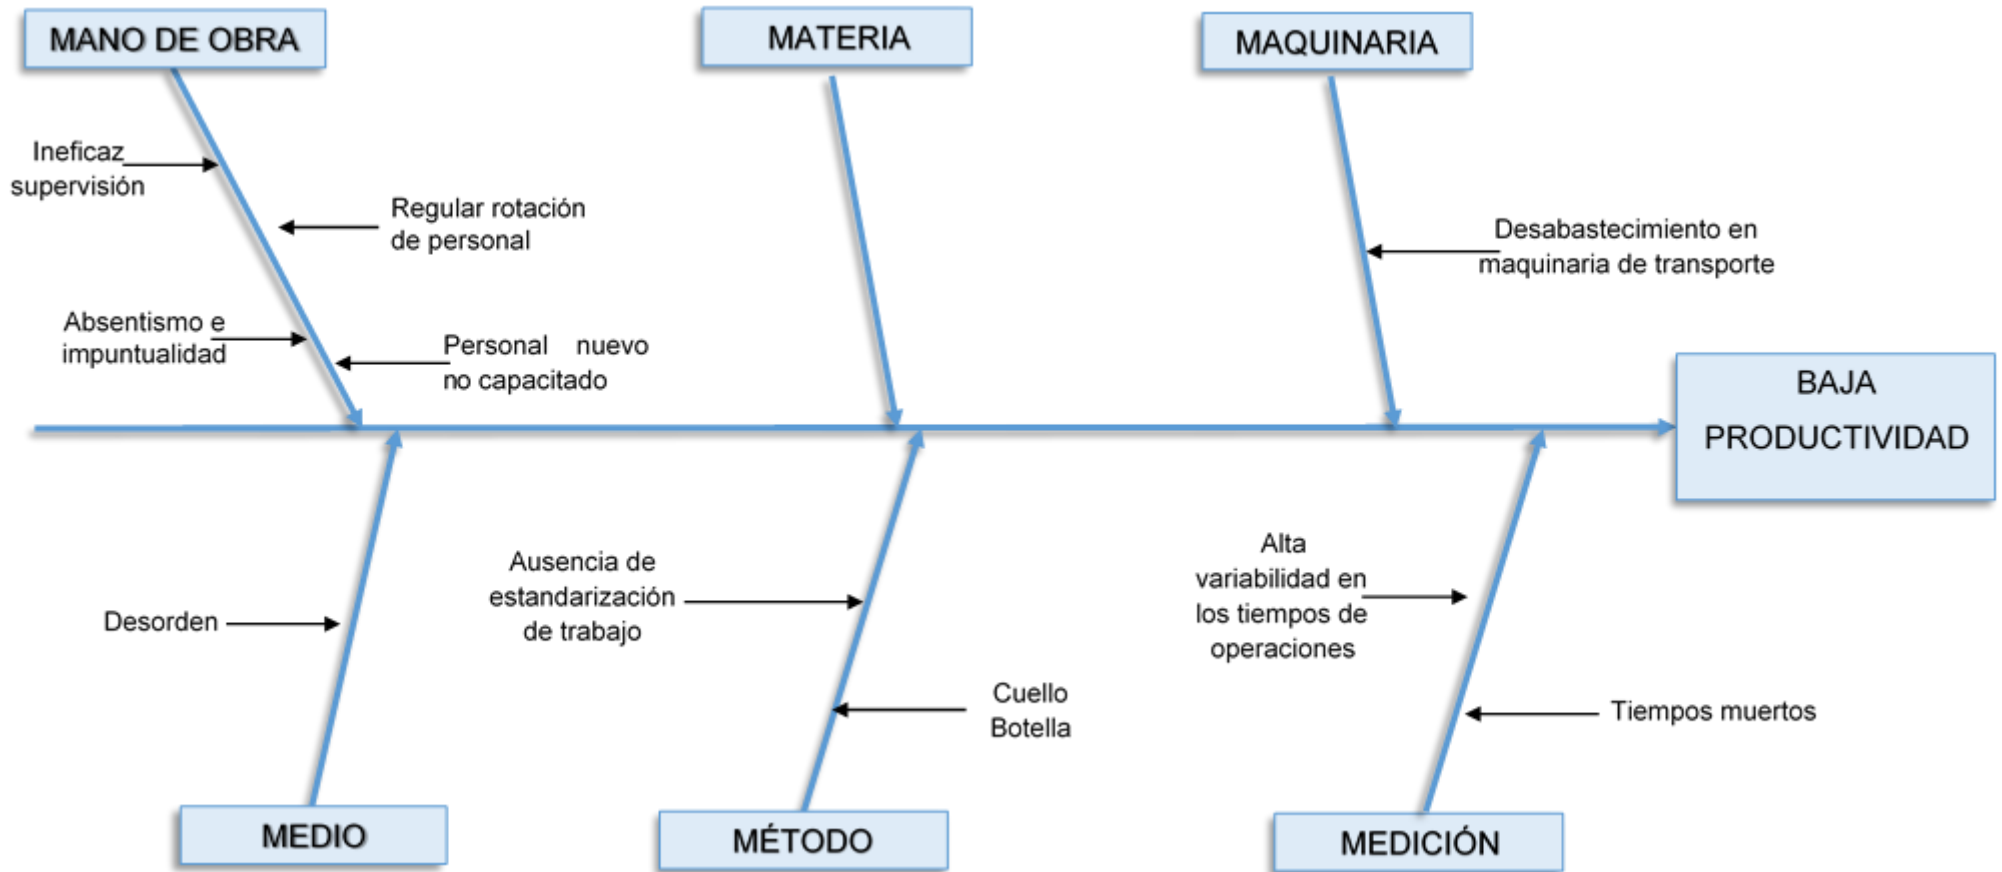 MANO DE OBRA
MATERIA
MAQUINARIA
Ineficaz
supervisión
Regular rotación
de personal
Desabastecimiento en
maquinaria de transporte
Absentismo e
impuntualidad
Personal nuevo
no capacitado
BAJA
PRODUCTIVIDAD
Ausencia de
estandarización
de trabajo
Alta
variabilidad en
los tiempos de
operaciones
Desorden
Cuello
Botella
Tiempos muertos
MEDIO
MÉTODO
MEDICIÓN